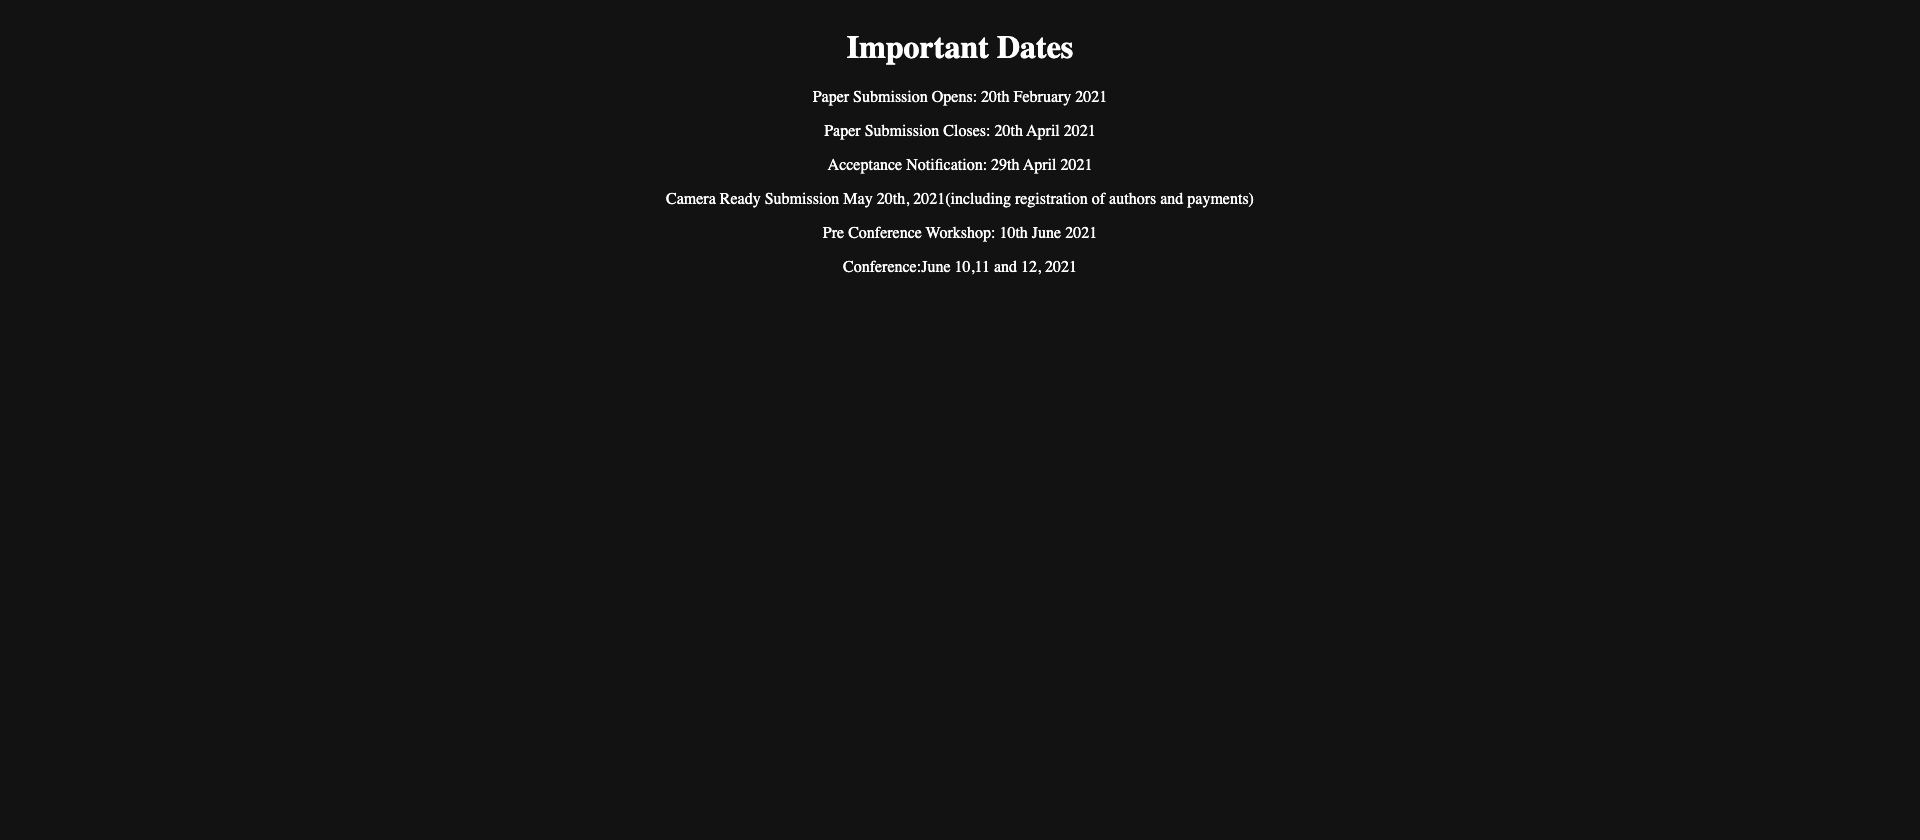 Important Dates
Paper Submission Opens: 20th February 2021
Paper Submission Closes: 20th April 2021
Acceptance Notification: 29th April 2021
Camera Ready Submission May 20th, 2021(including registration of authors and payments)
Pre Conference Workshop: 10th June 2021
Conference:June 10,11 and 12, 2021